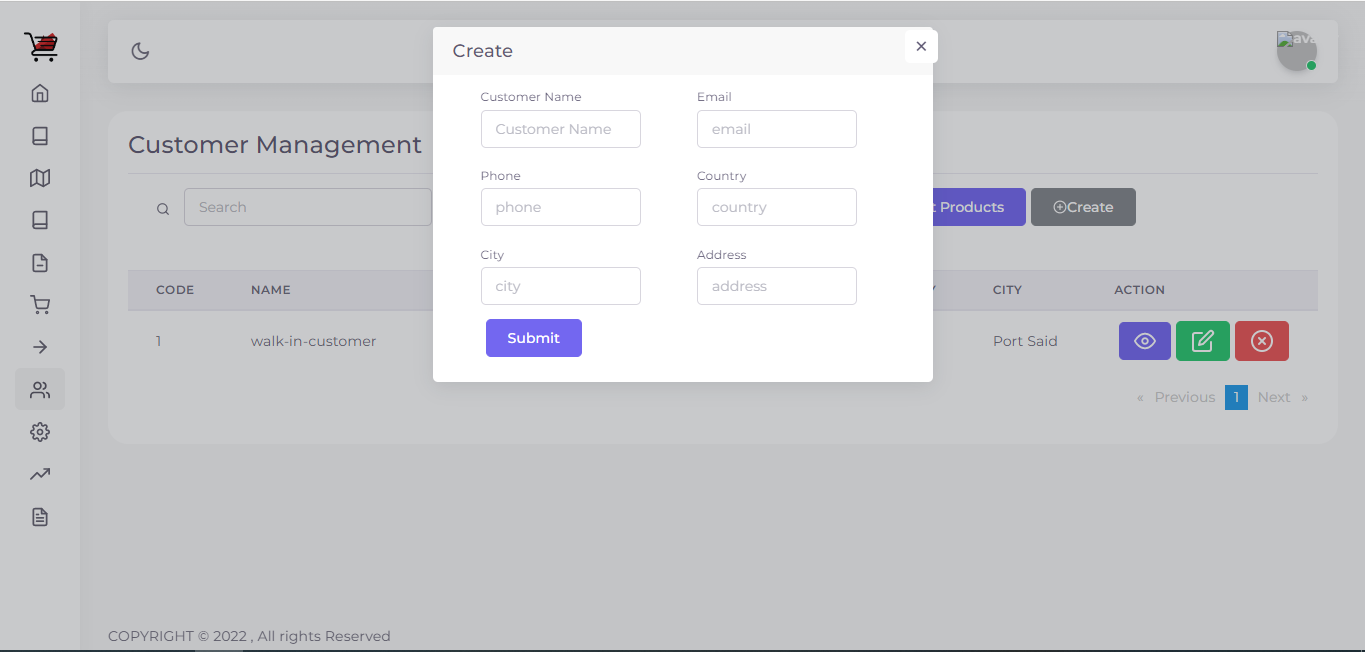 Create
Customer Name
Email
Customer Name
email
Phone
Country
phone
country
City
Address
city
address
Submit
Customer Management
Search
Products
Create
CODE
NAME
CITY
ACTION
1
walk-in-customer
Port Said
« Previous 1 Next »
COPYRIGHT © 2022 , All rights Reserved